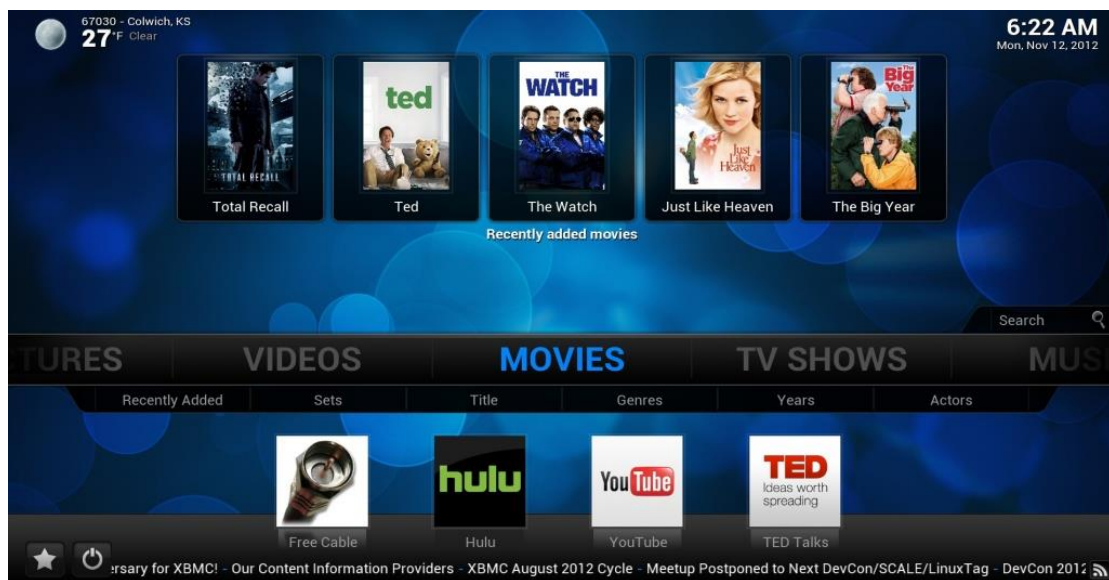 67030 - Colwich, KS
27°F Clear
6:22 AM
Mon, Nov 12, 2012
TOTAL RECALL
ted
THE
WATCH
Just
Like
Heaven
The
Big
Year
Total Recall
Ted
The Watch
Just Like Heaven
The Big Year
Recently added movies
Search
TURES
VIDEOS
MOVIES
TV SHOWS
MUSI
Recently Added
Sets
Title
Genres
Years
Actors
hulu
YouTube
TED
Ideas worth
spreading
Free Cable
Hulu
YouTube
TED Talks
ersary for XBMC! - Our Content Information Providers - XBMC August 2012 Cycle - Meetup Postponed to Next DevCon/SCALE/LinuxTag - DevCon 2012